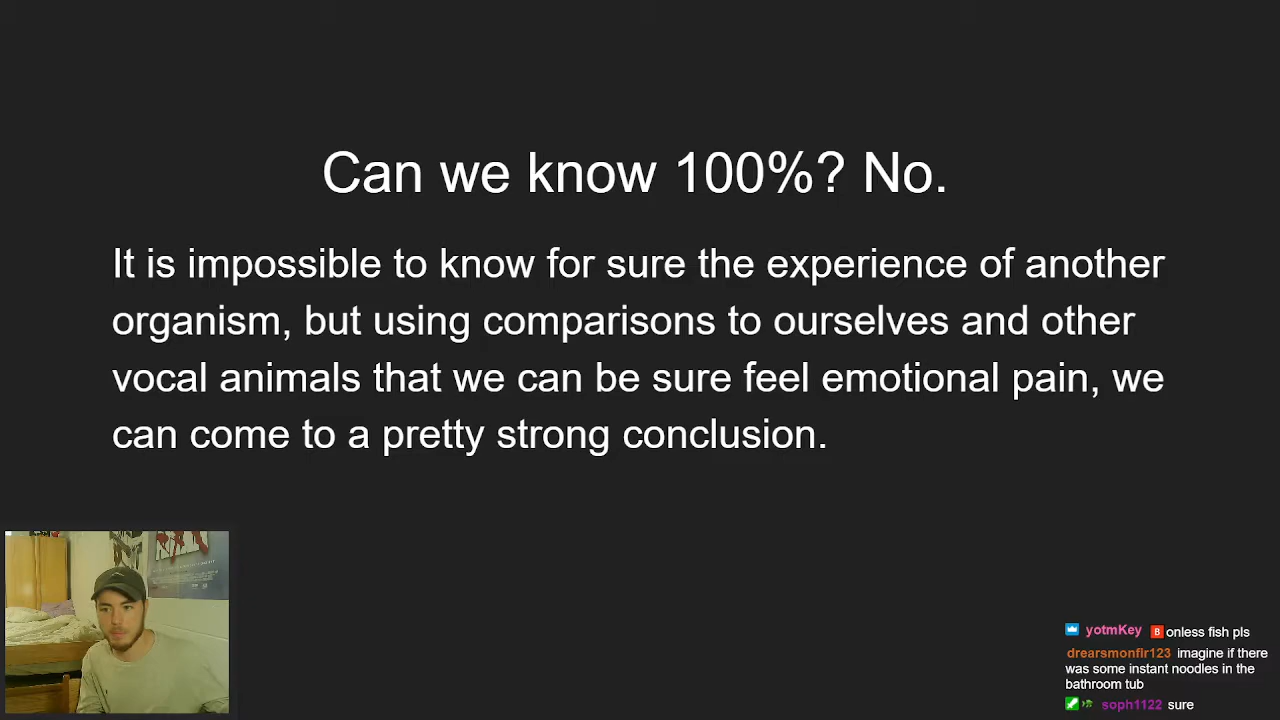 Can we know 100%? No.
It is impossible to know for sure the experience of another
organism, but using comparisons to ourselves and other
vocal animals that we can be sure feel emotional pain, we
can come to a pretty strong conclusion.
yotmKey 🅱onless fish pls
drearsmonfir123 imagine if there
was some instant noodles in the
bathroom tub
soph1122 sure